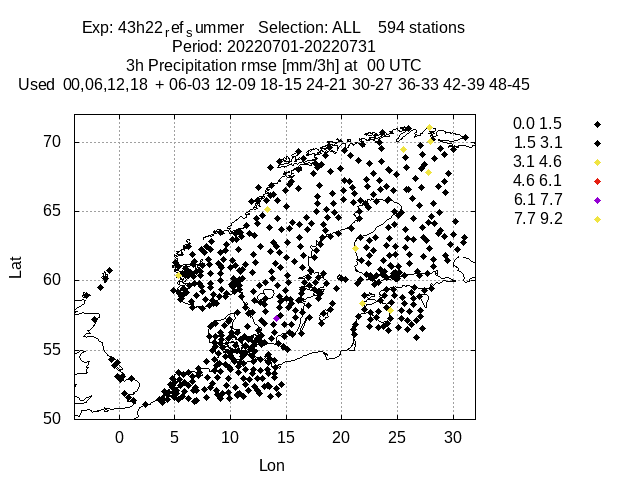 Exp: 43h22ref summer Selection: ALL 594 stations
Period: 20220701-20220731
3h Precipitation rmse [mm/3h] at 00 UTC
Used 00,06,12,18 + 06-03 12-09 18-15 24-21 30-27 36-33 42-39 48-45
0.0 1.5
1.5 3.1
3.1 4.6
4.6 6.1
6.1 7.7
7.7 9.2
70
65
60
55
50
Lat
0 5 10 15 20 25 30
Lon